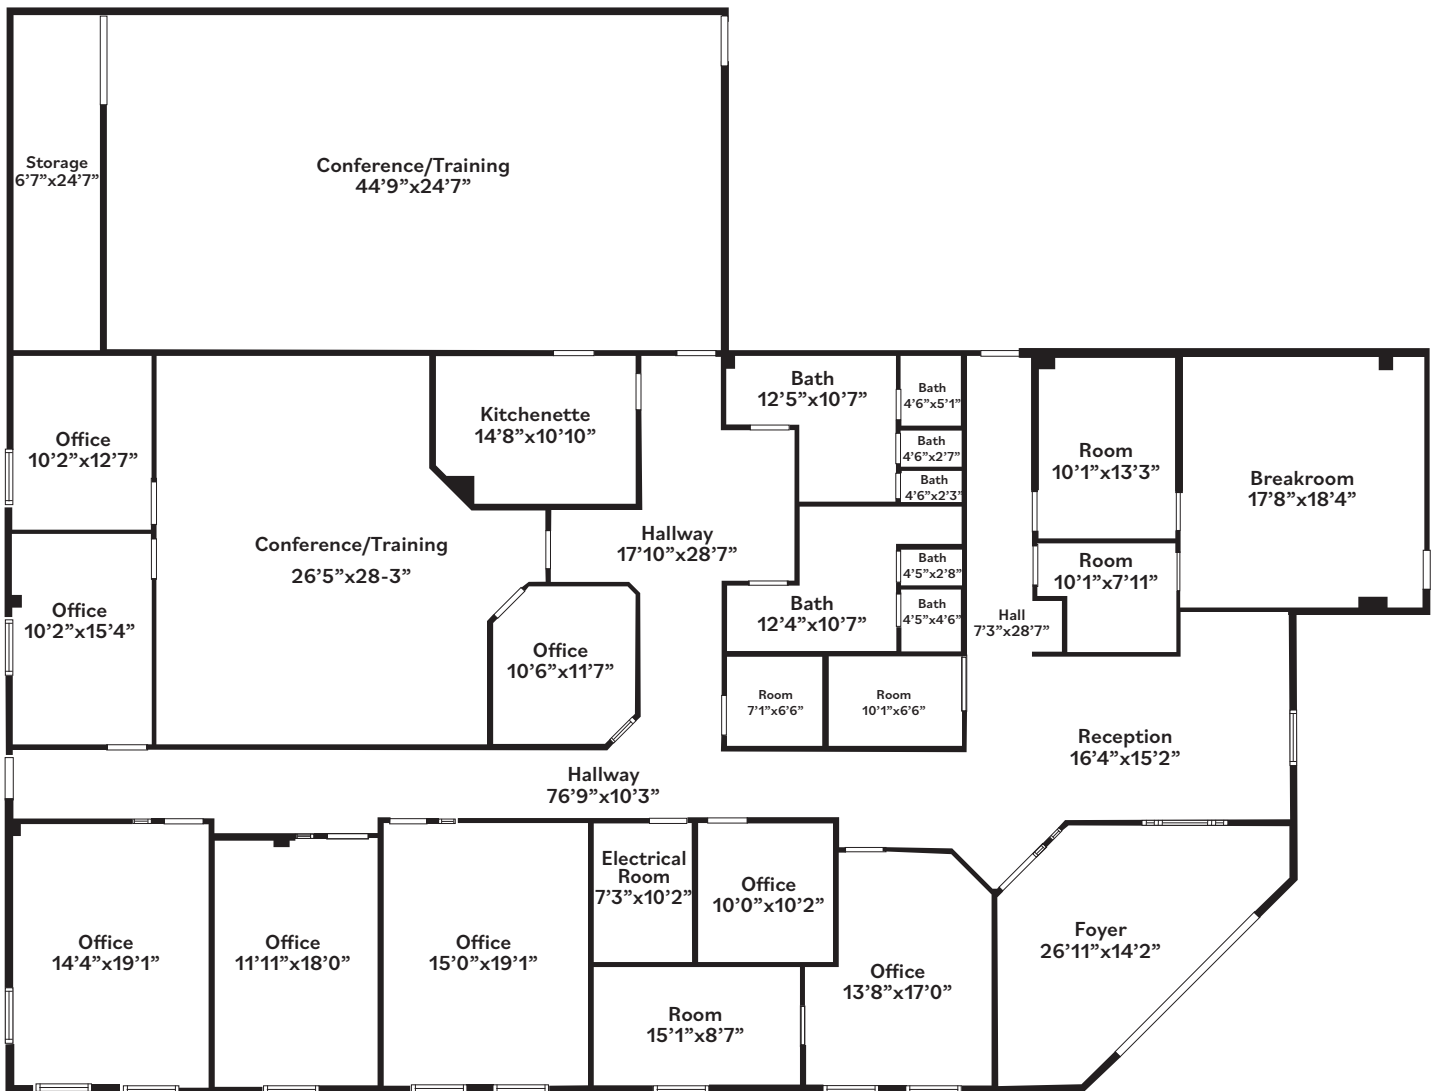 Storage
6’7”x24’7”
Conference/Training
44’9”x24’7”
Office
10’2”x12’7”
Kitchenette
14’8”x10’10”
Bath
12’5”x10’7”
Bath
4’6”x5’1”
Bath
4’6”x2’7”
Bath
4’6”x2’3”
Room
10’1”x13’3”
Breakroom
17’8”x18’4”
Conference/Training
26’5”x28-3”
Hallway
17’10”x28’7”
Room
10’1”x7’11”
Office
10’2”x15’4”
Office
10’6”x11’7”
Bath
12’4”x10’7”
Bath
4’5”x2’8”
Bath
4’5”x4’6”
Hall
7’3”x28’7”
Room
7’1”x6’6”
Room
10’1”x6’6”
Reception
16’4”x15’2”
Hallway
76’9”x10’3”
Office
14’4”x19’1”
Office
11’11”x18’0”
Office
15’0”x19’1”
Electrical
Room
7’3”x10’2”
Office
10’0”x10’2”
Room
15’1”x8’7”
Office
13’8”x17’0”
Foyer
26’11”x14’2”